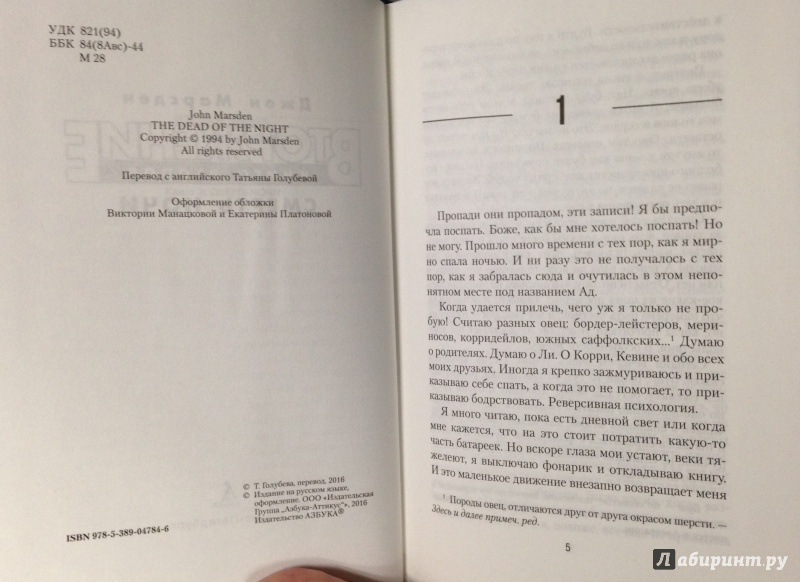 УДК 821(94)
ББК 84(8Авс)-44
М 28
John Marsden
THE DEAD OF THE NIGHT
Copyright © 1994 by John Marsden
All rights reserved
Перевод с английского Татьяны Голубевой
Оформление обложки
Виктории Манацковой и Екатерины Платоновой
© Т. Голубева, перевод, 2016
© Издание на русском языке,
оформление. ООО «Издательская
Группа „Азбука-Аттикус“, 2016
Издательство АЗБУКА®
ISBN 978-5-389-04784-6
1
Пропади они пропадом, эти записи! Я бы предпо-
чла поспать. Боже, как бы мне хотелось поспать! Но
не могу. Прошло много времени с тех пор, как я мир-
но спала ночью. И ни разу это не получалось с тех
пор, как я забралась сюда и очутилась в этом непо-
нятном месте под названием Ад.
Когда удается прилечь, чего уж я только не про-
бую! Считаю разных овец: бордер-лейстеров, мери-
носов, корридейлов, южных саффолкских...¹ Думаю
о родителях. Думаю о Ли. О Корри, Кевине и обо всех
моих друзьях. Иногда я крепко зажмуриваюсь и при-
казываю себе спать, а когда это не помогает, то при-
казываю бодрствовать. Реверсивная психология.
Я много читаю, пока есть дневной свет или когда
мне кажется, что на это стоит потратить какую-то
часть батареек. Но вскоре глаза мои устают, веки тя-
желеют, я выключаю фонарик и откладываю книгу.
И это маленькое движение внезапно возвращает меня
¹ Породы овец, отличаются друг от друга окрасом шерсти. —
Здесь и далее примеч. ред.
5
Лабиринт.ру